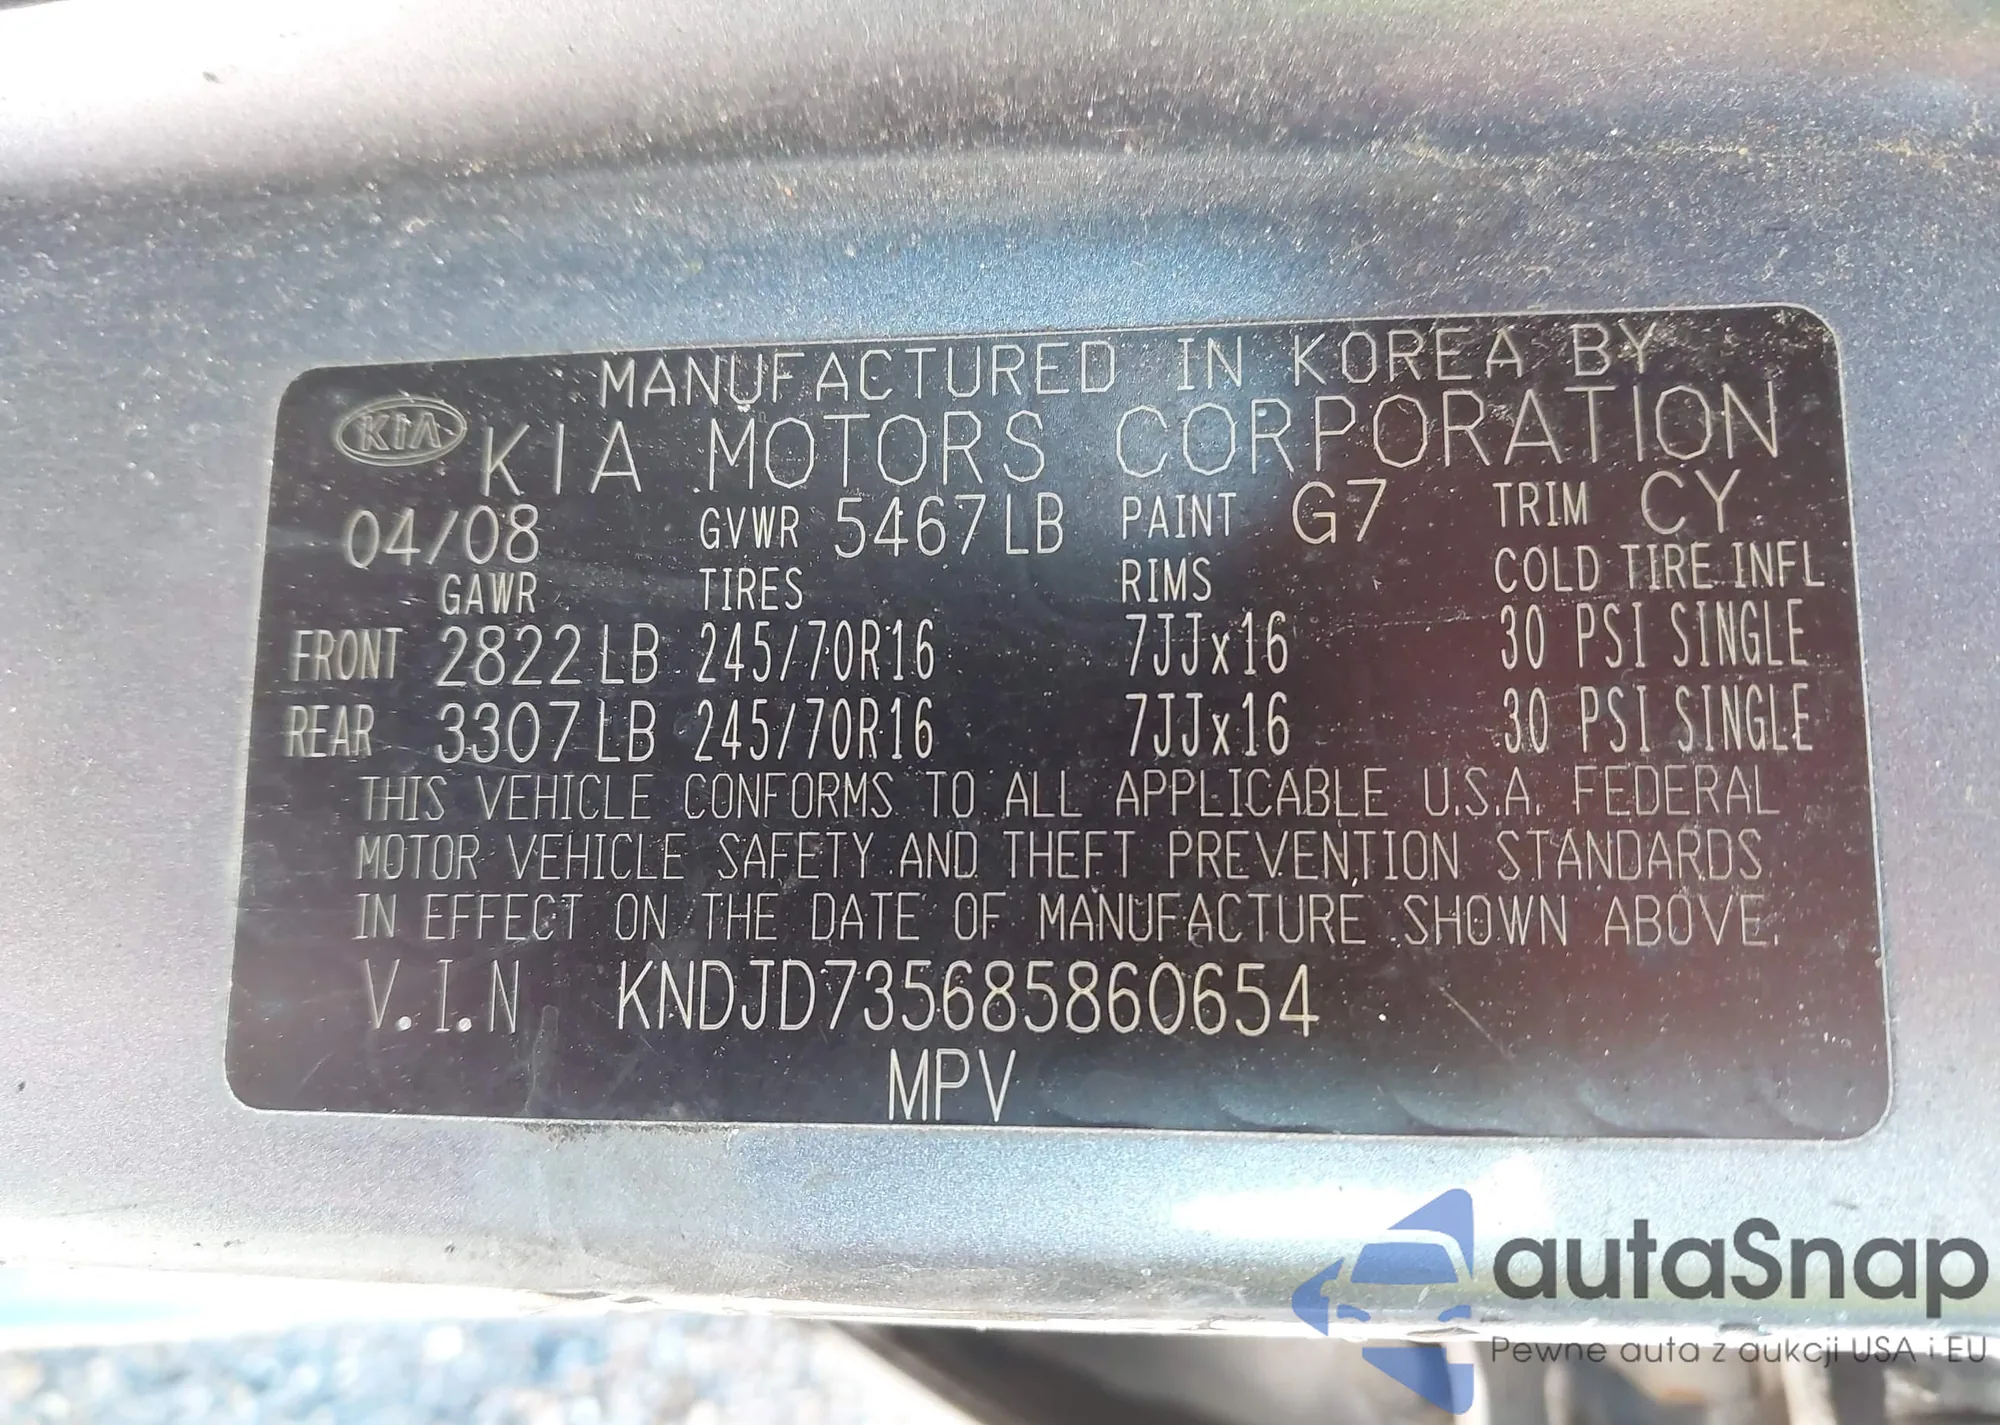 MANUFACTURED IN KOREA BY
KIA KIA MOTORS CORPORATION
04/08 GVWR 5467LB PAINT G7 TRIM CY
GAWR TIRES RIMS COLD TIRE INFL
FRONT 2822LB 245/70R16 7JJx16 30 PSI SINGLE
REAR 3307LB 245/70R16 7JJx16 30 PSI SINGLE
THIS VEHICLE CONFORMS TO ALL APPLICABLE U.S.A. FEDERAL
MOTOR VEHICLE SAFETY AND THEFT PREVENTION STANDARDS
IN EFFECT ON THE DATE OF MANUFACTURE SHOWN ABOVE.
V.I.N KNDJD735685860654
MPV
autaSnap
Pewne auta z aukcji USA i EU